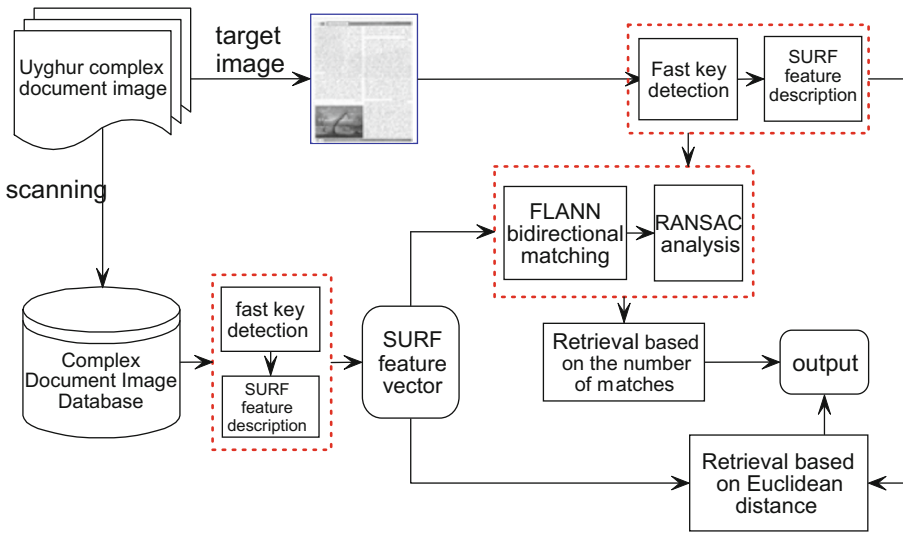 Uyghur complex
document image
target
image
Fast key
detection
SURF
feature
description
scanning
FLANN
bidirectional
matching
RANSAC
analysis
fast key
detection
SURF
feature
description
Complex
Document Image
Database
SURF
feature
vector
Retrieval based
on the number
of matches
output
Retrieval based
on Euclidean
distance